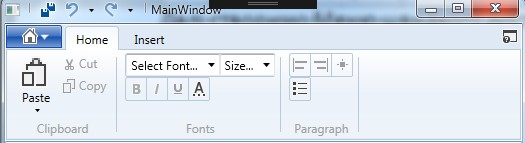 MainWindow
Home Insert
Paste
Cut
Copy
Select Font... Size...
B I U A
Clipboard Fonts Paragraph